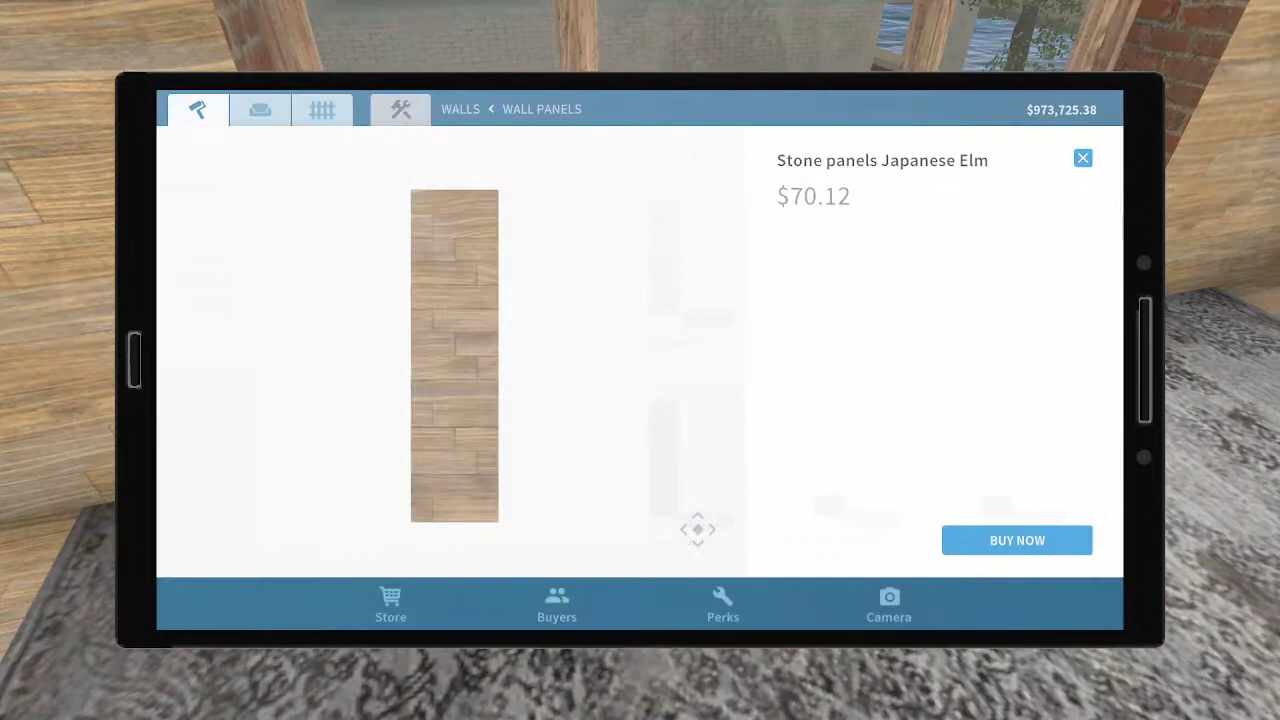 WALLS < WALL PANELS
$973,725.38
Stone panels Japanese Elm
$70.12
BUY NOW
Store
Buyers
Perks
Camera